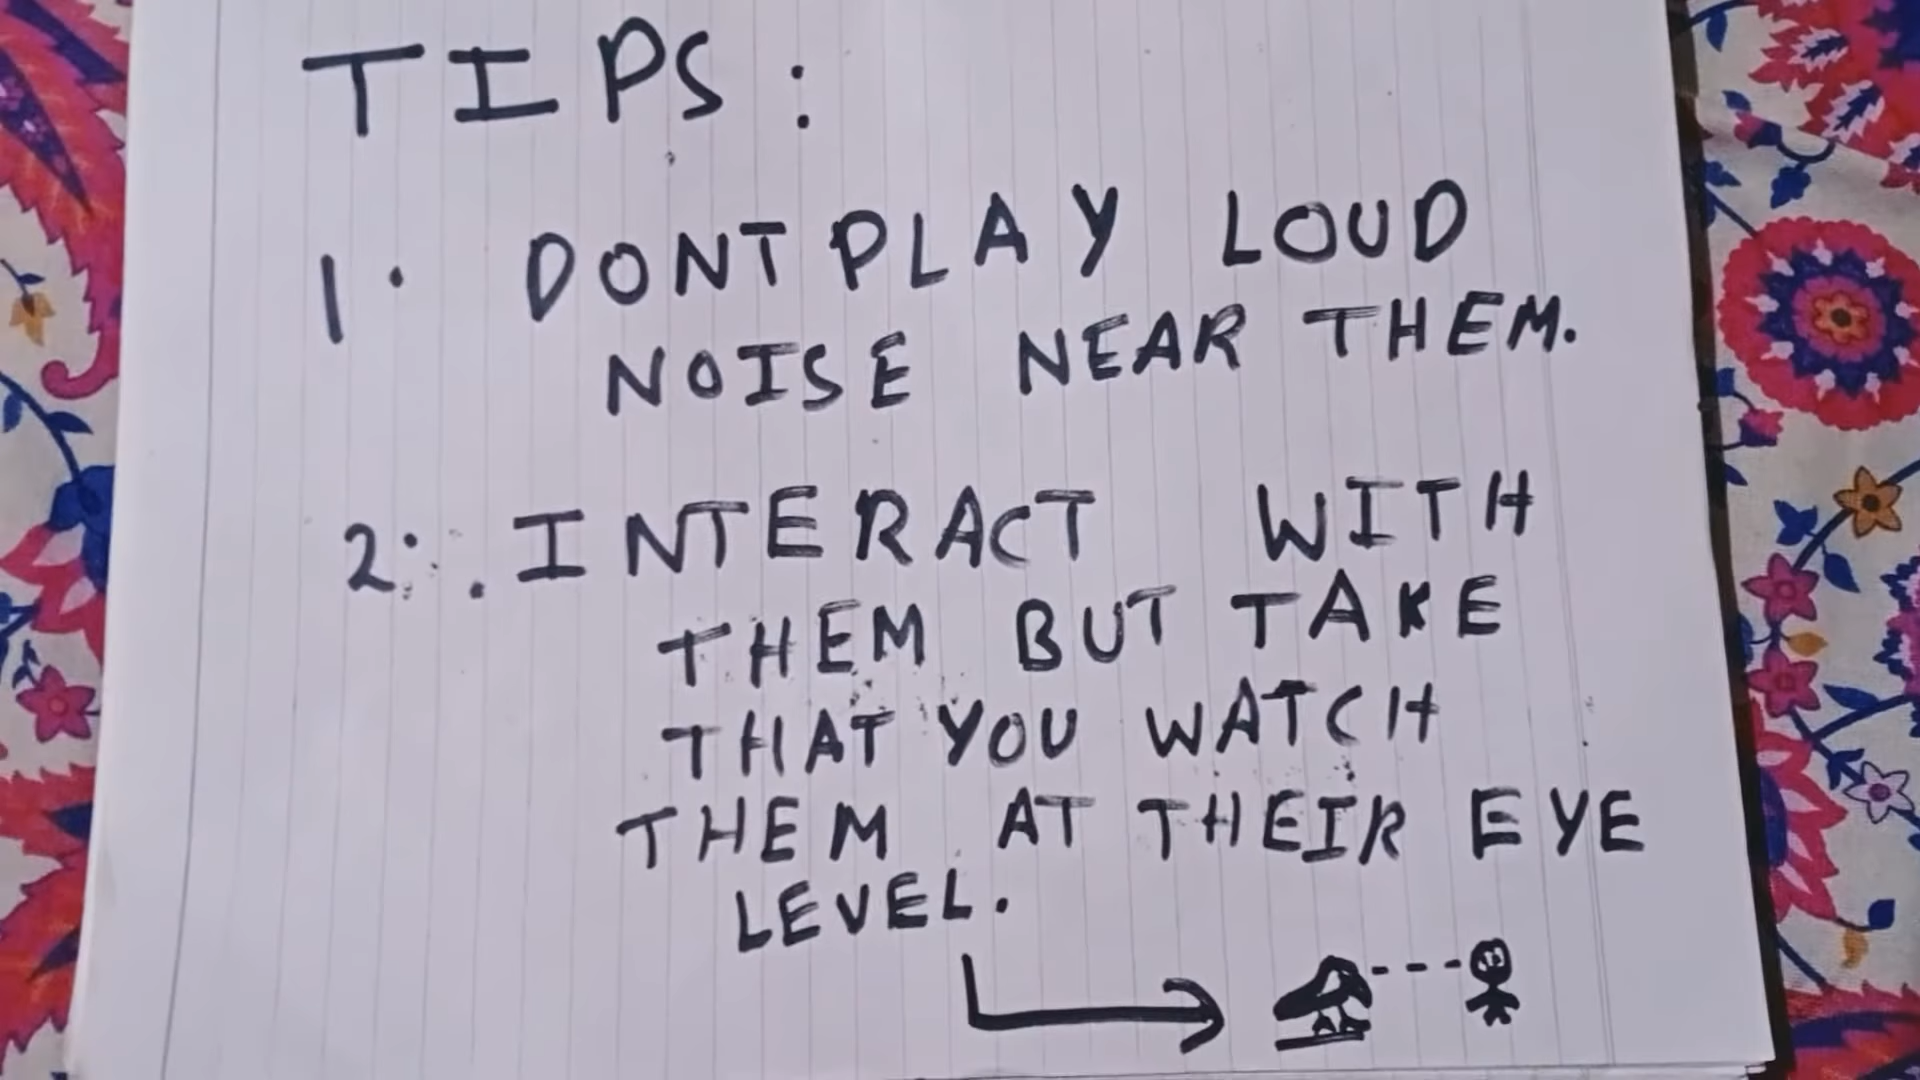 TIPS:
1. DONT PLAY LOUD
NOISE NEAR THEM.
2. INTERACT WITH
THEM BUT TAKE
THAT YOU WATCH
THEM AT THEIR EYE
LEVEL.